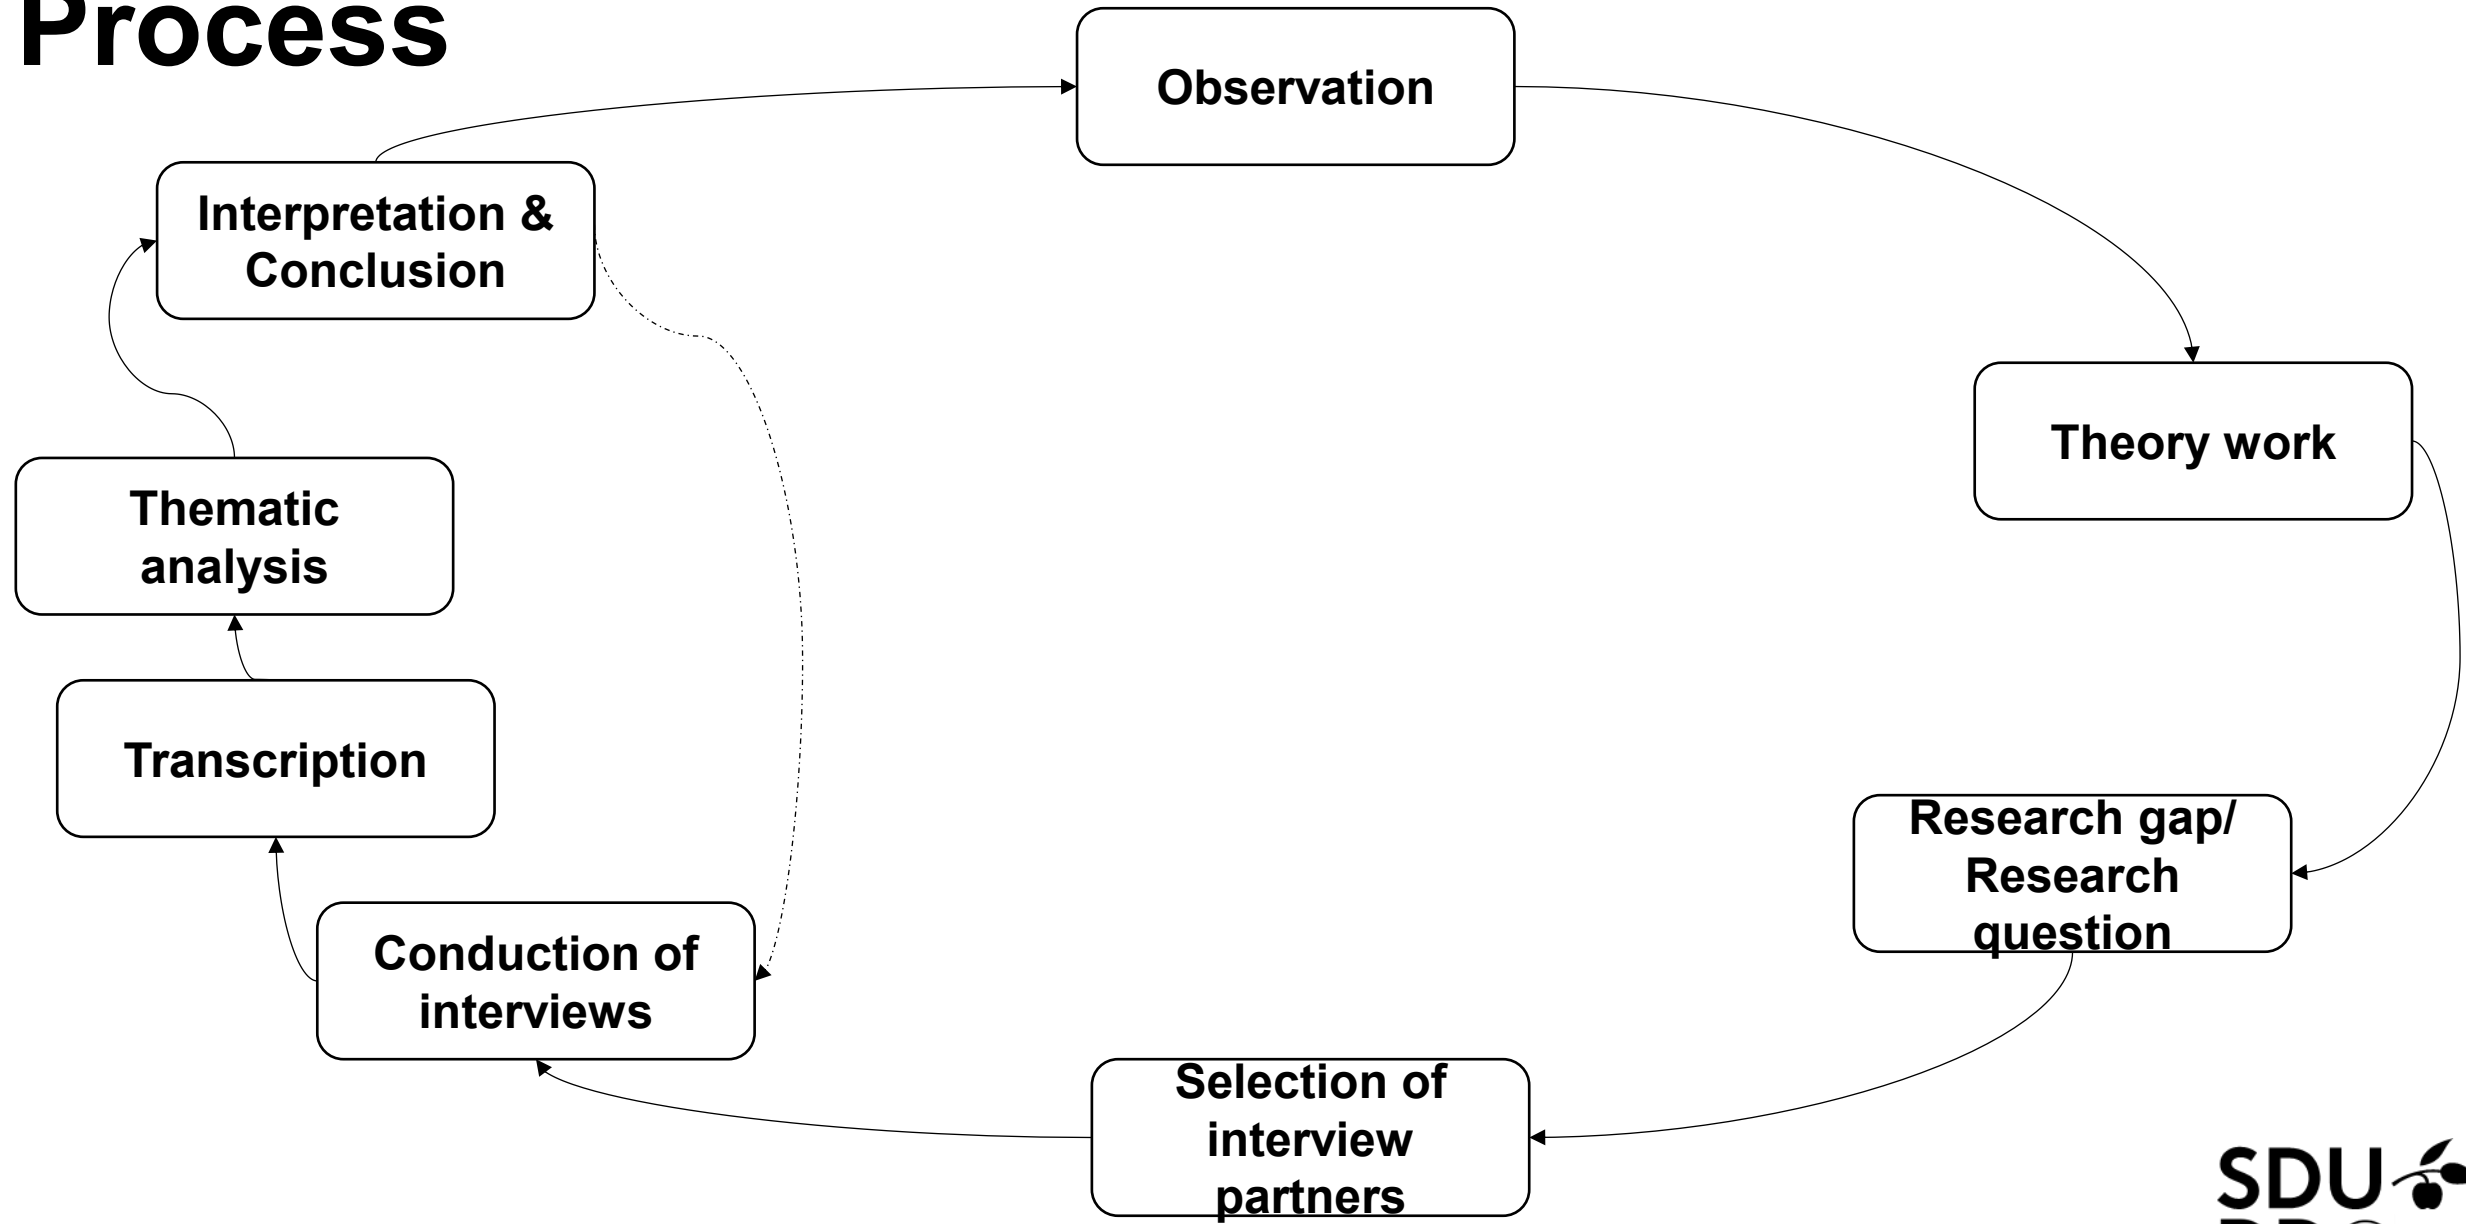 Process
Observation
Interpretation &
Conclusion
Theory work
Thematic
analysis
Transcription
Research gap/
Research
question
Conduction of
interviews
Selection of
interview
partners
SDU